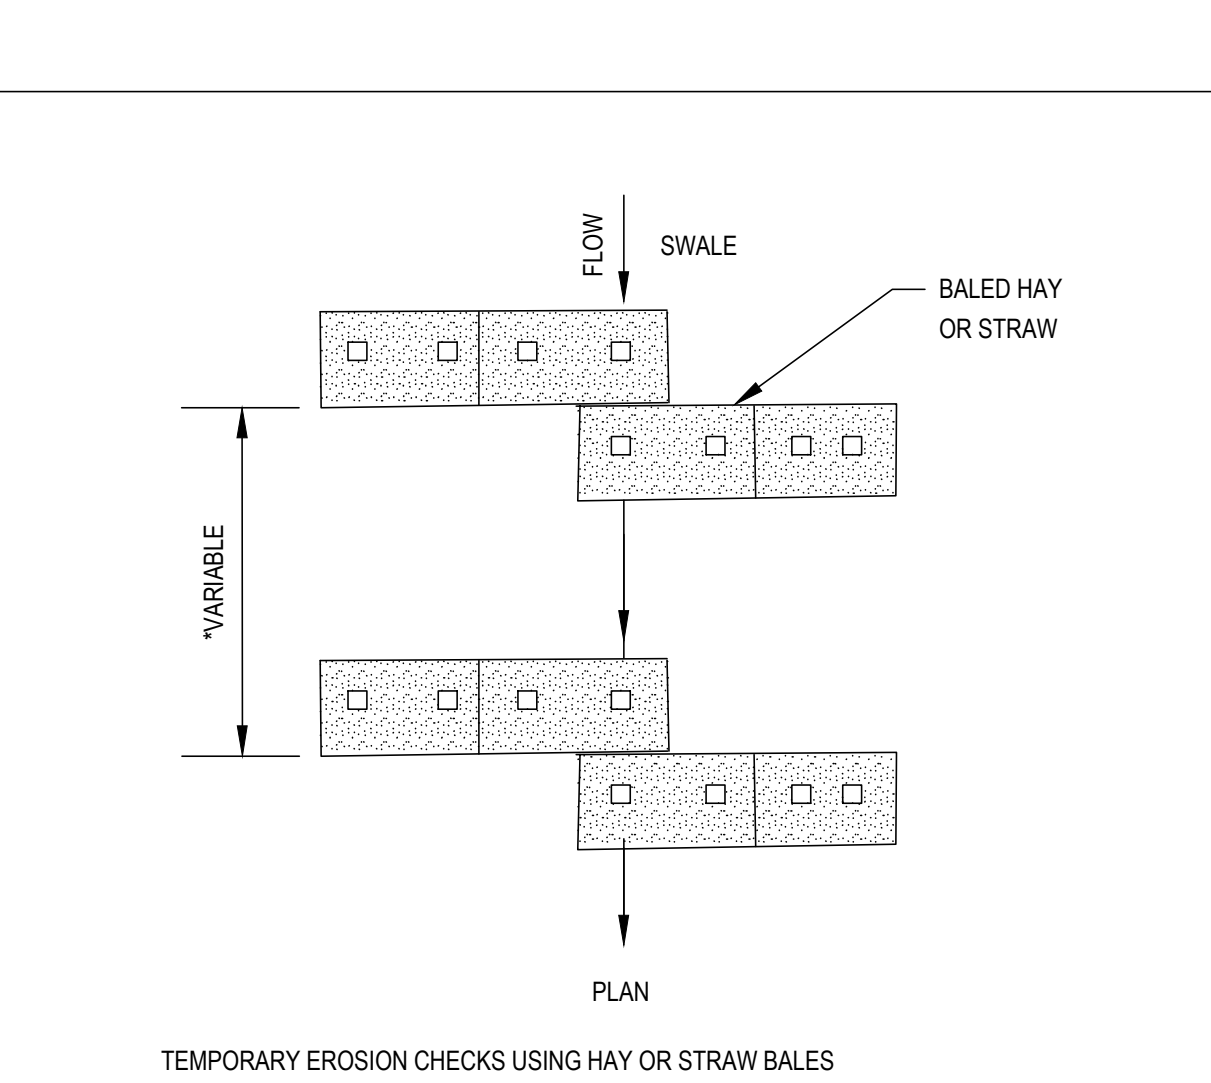 FLOW
SWALE
BALED HAY
OR STRAW
*VARIABLE
PLAN
TEMPORARY EROSION CHECKS USING HAY OR STRAW BALES